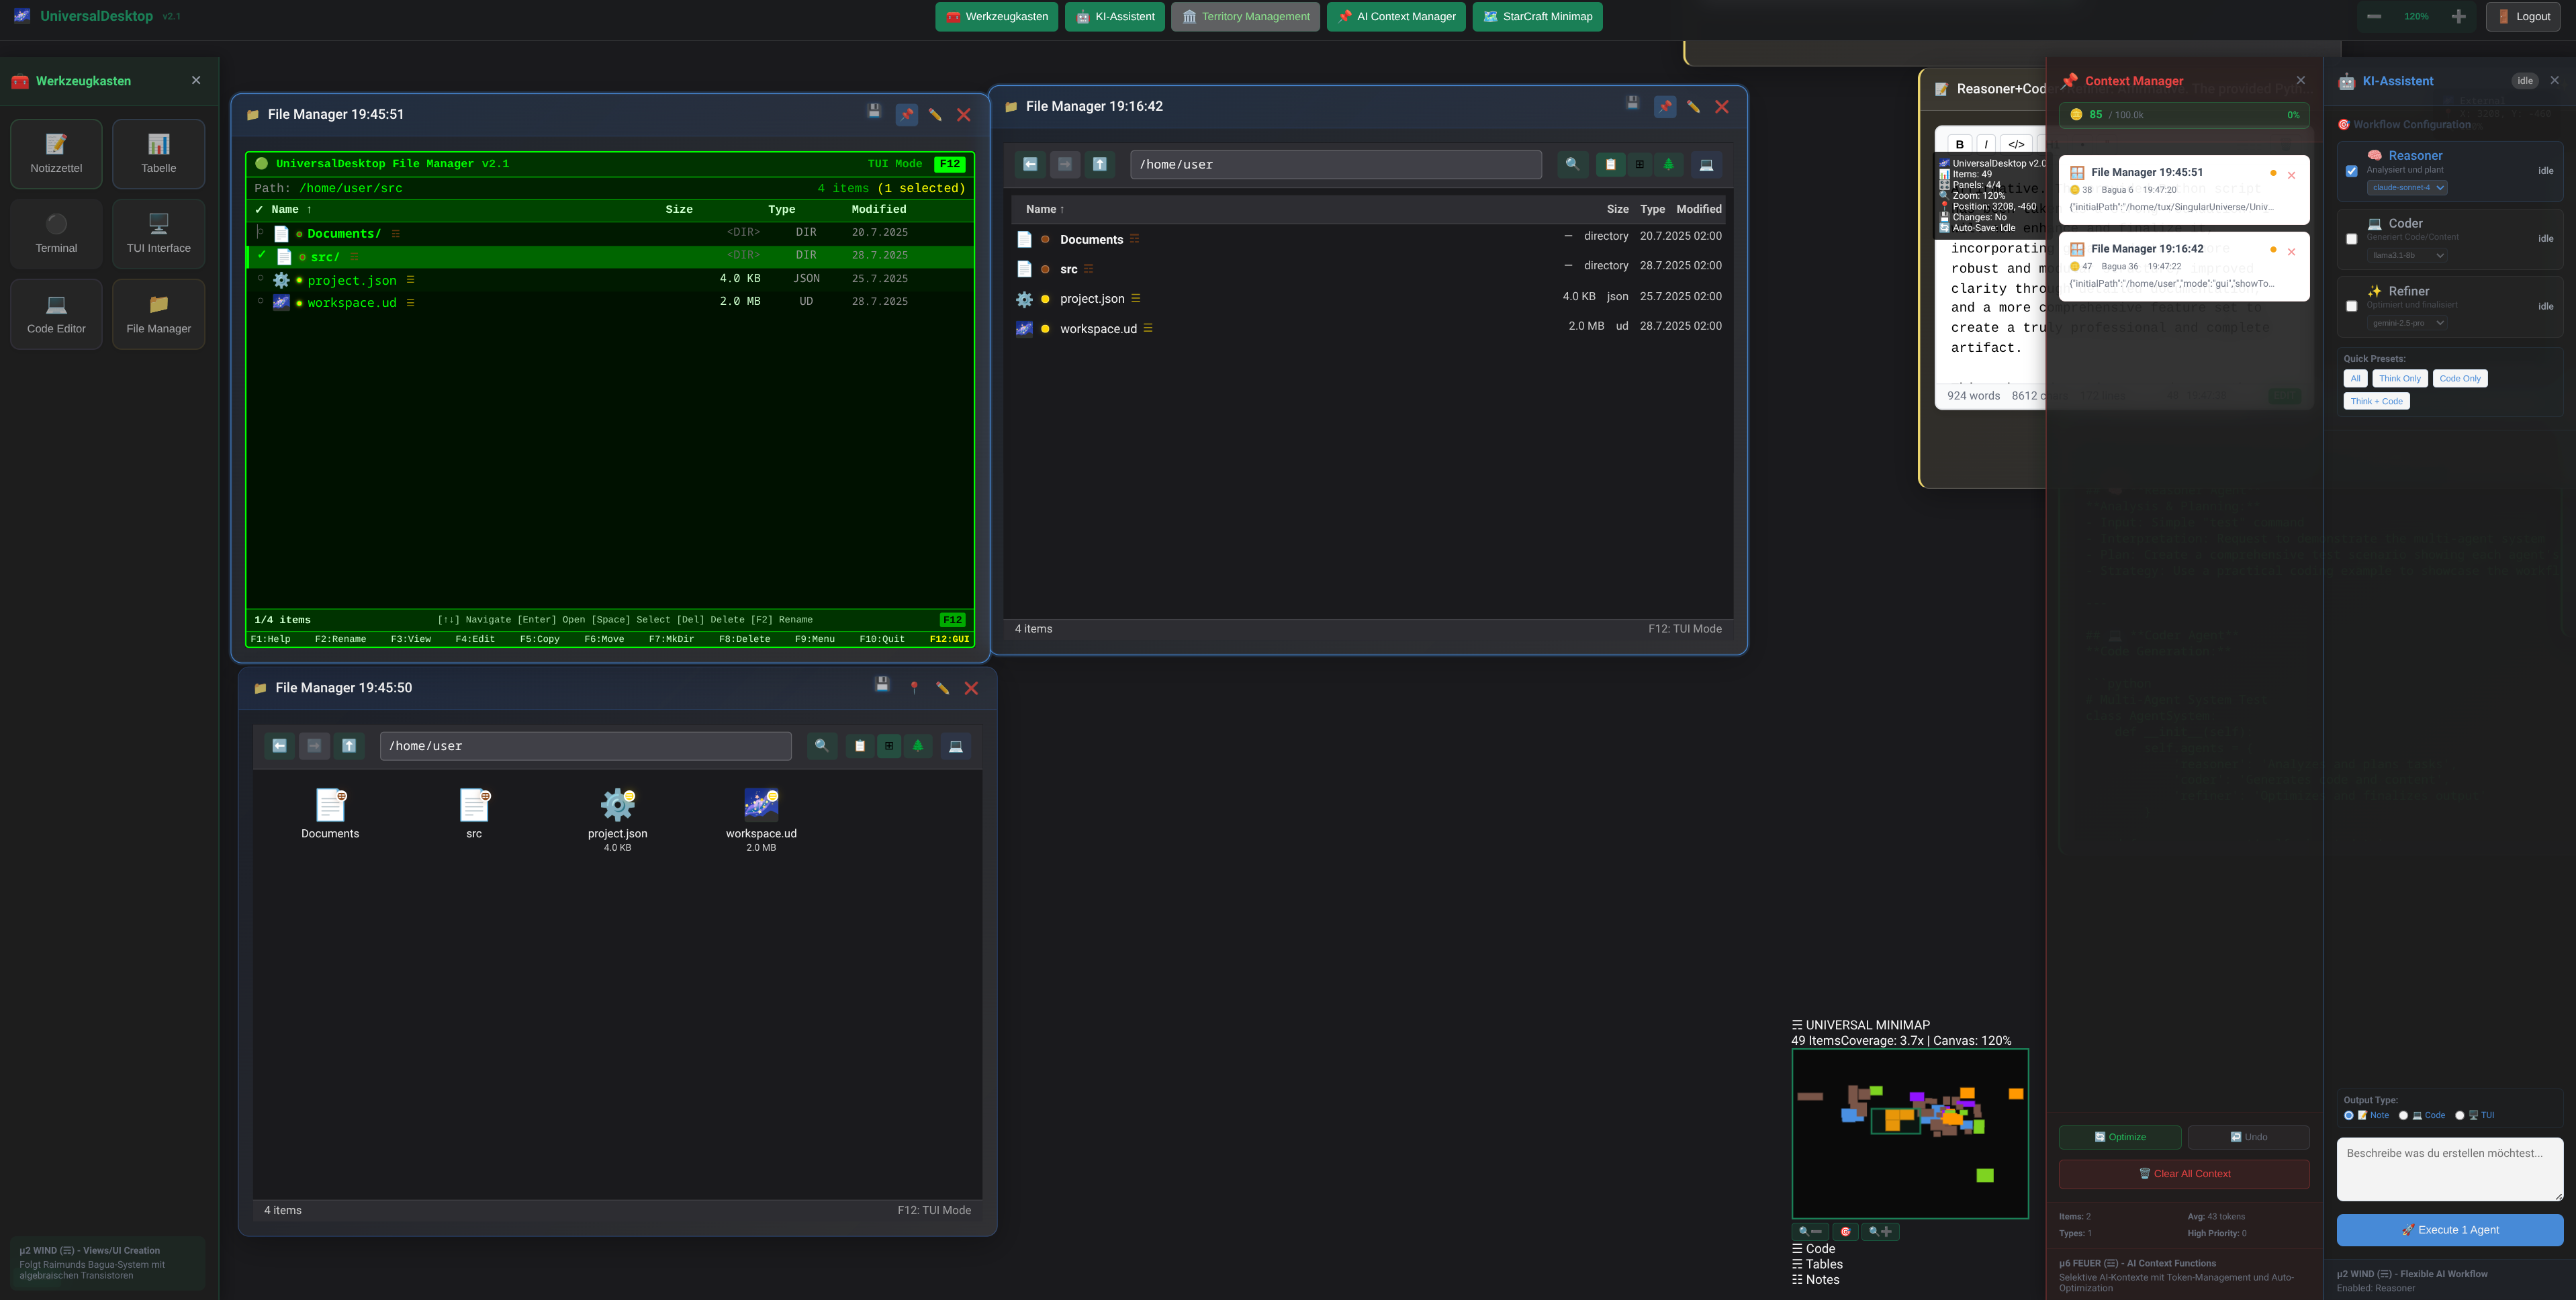 UniversalDesktop v2.1
Werkzeugkasten
KI-Assistent
Territory Management
AI Context Manager
StarCraft Minimap
120%
Logout
Werkzeugkasten
Notizzettel
Tabelle
Terminal
TUI Interface
Code Editor
File Manager
µ2 WIND (☴) - Views/UI Creation
Folgt Raimunds Bagua-System mit
algebraischen Transistoren
File Manager 19:45:51
UniversalDesktop File Manager v2.1 TUI Mode F12
Path: /home/user/src 4 items (1 selected)
✓ Name ↑ Size Type Modified
Documents/ <DIR> DIR 20.7.2025
✓ src/ <DIR> DIR 28.7.2025
project.json 4.0 KB JSON 25.7.2025
workspace.ud 2.0 MB UD 28.7.2025
1/4 items [↑↓] Navigate [Enter] Open [Space] Select [Del] Delete [F2] Rename F12
F1:Help F2:Rename F3:View F4:Edit F5:Copy F6:Move F7:MkDir F8:Delete F9:Menu F10:Quit F12:GUI
File Manager 19:16:42
/home/user
Name ↑ Size Type Modified
Documents — directory 20.7.2025 02:00
src — directory 28.7.2025 02:00
project.json 4.0 KB json 25.7.2025 02:00
workspace.ud 2.0 MB ud 28.7.2025 02:00
4 items F12: TUI Mode
File Manager 19:45:50
/home/user
Documents
src
project.json
4.0 KB
workspace.ud
2.0 MB
4 items F12: TUI Mode
Reasoner+Cod
The provided Pyth
B I </>
UniversalDesktop v2.0
Items: 49
Panels: 4/4
Zoom: 120%
Position: 3208, -460
Changes: No
Auto-Save: Idle
incorporating
robust and mo
improved
clarity throu
and a more comprehensive feature set to
create a truly professional and complete
artifact.
924 words 8612 c
☴ UNIVERSAL MINIMAP
49 ItemsCoverage: 3.7x | Canvas: 120%
☰ Code
☴ Tables
☷ Notes
Context Manager
85 / 100.0k 0%
File Manager 19:45:51
38 Bagua 6 19:47:20
{"initialPath":"/home/tux/SingularUniverse/Univ...
File Manager 19:16:42
47 Bagua 36 19:47:22
{"initialPath":"/home/user","mode":"gui","showTo...
Optimize
Undo
Clear All Context
Items: 2 Avg: 43 tokens
Types: 1 High Priority: 0
µ6 FEUER (☲) - AI Context Functions
Selektive AI-Kontexte mit Token-Management und Auto-
Optimization
KI-Assistent idle
Workflow Configuration
Reasoner
Analysiert und plant
claude-sonnet-4
idle
Coder
Generiert Code/Content
llama3.1-8b
idle
Refiner
Optimiert und finalisiert
gemini-2.5-pro
idle
Quick Presets:
All
Think Only
Code Only
Think + Code
Output Type:
Note Code TUI
Beschreibe was du erstellen möchtest...
Execute 1 Agent
µ2 WIND (☴) - Flexible AI Workflow
Enabled: Reasoner